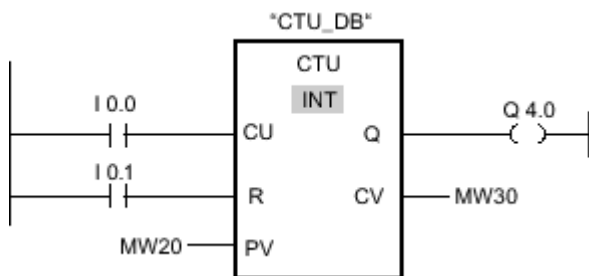 "CTU_DB"
CTU
INT
I 0.0
Q 4.0
CU
Q
I 0.1
R
CV
MW30
MW20
PV